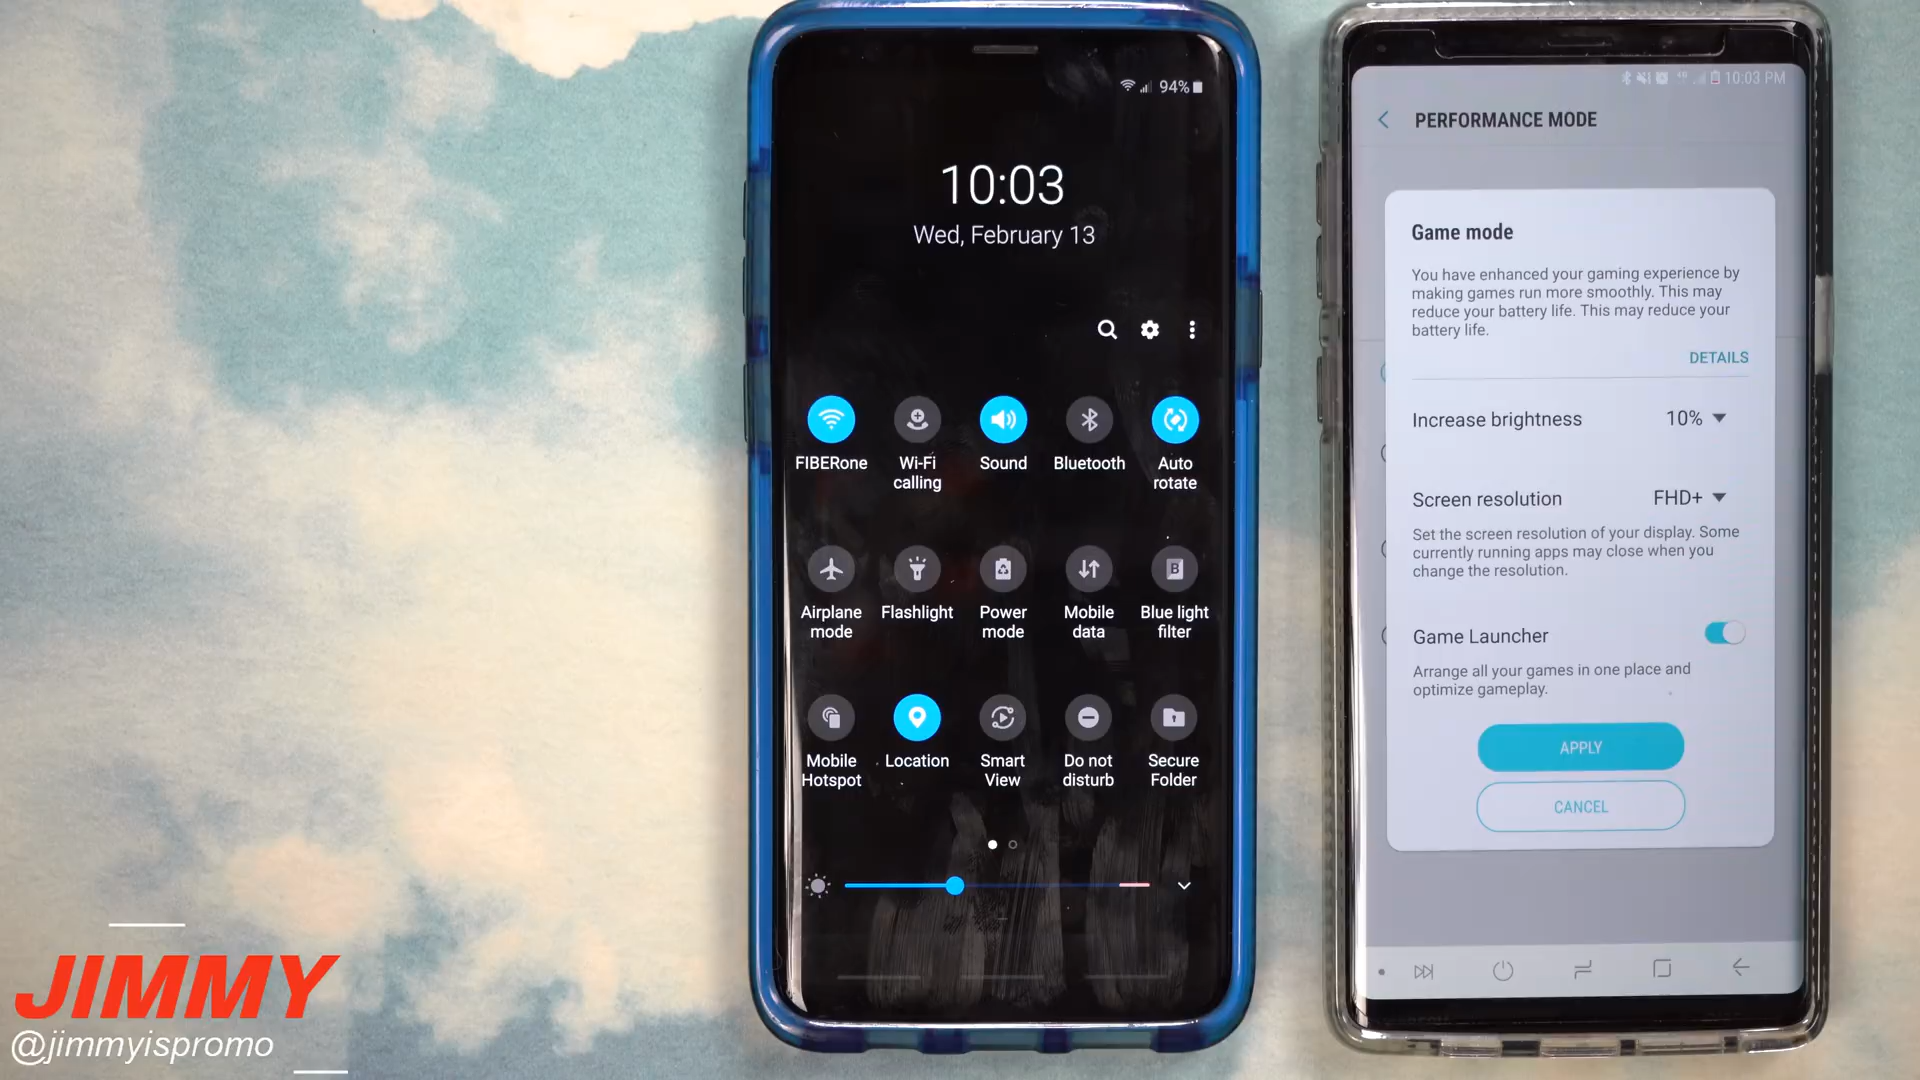 94%
10:03
Wed, February 13
FIBERone
Wi-Fi
calling
Sound
Bluetooth
Auto
rotate
Airplane
mode
Flashlight
Power
mode
Mobile
data
B
Blue light
filter
Mobile
Hotspot
Location
Smart
View
Do not
disturb
Secure
Folder
10:03 PM
PERFORMANCE MODE
Game mode
You have enhanced your gaming experience by
making games run more smoothly. This may
reduce your battery life. This may reduce your
battery life.
DETAILS
Increase brightness 10%
Screen resolution FHD+
Set the screen resolution of your display. Some
currently running apps may close when you
change the resolution.
Game Launcher
Arrange all your games in one place and
optimize gameplay.
APPLY
CANCEL
JIMMY
@jimmyispromo